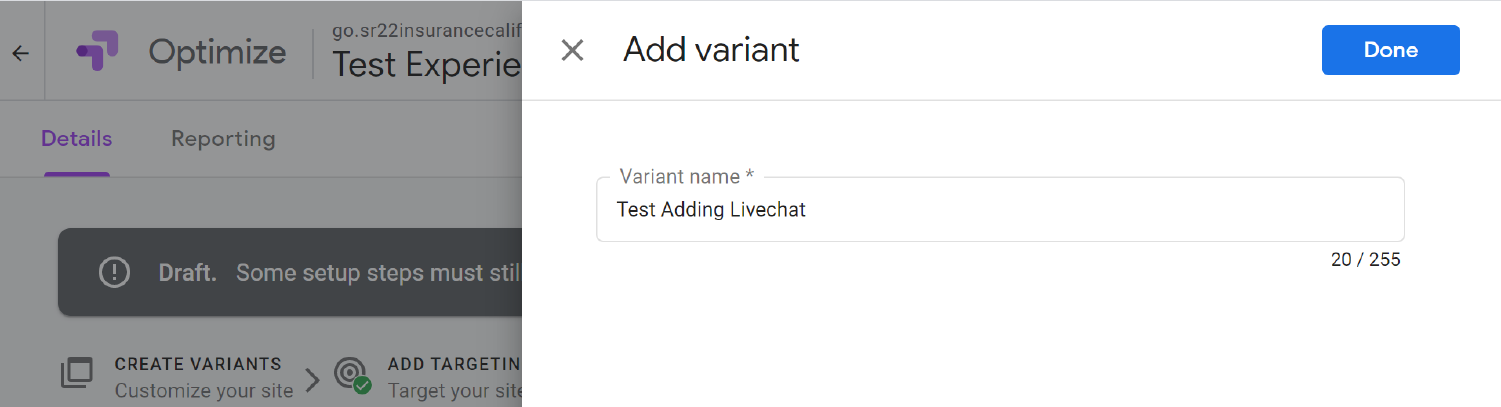 Optimize
go.sr22insurancecalif
Test Experie
Details
Reporting
Draft. Some setup steps must stil
CREATE VARIANTS
Customize your site
ADD TARGETIN
Target your site
Add variant
Done
Variant name *
Test Adding Livechat
20 / 255